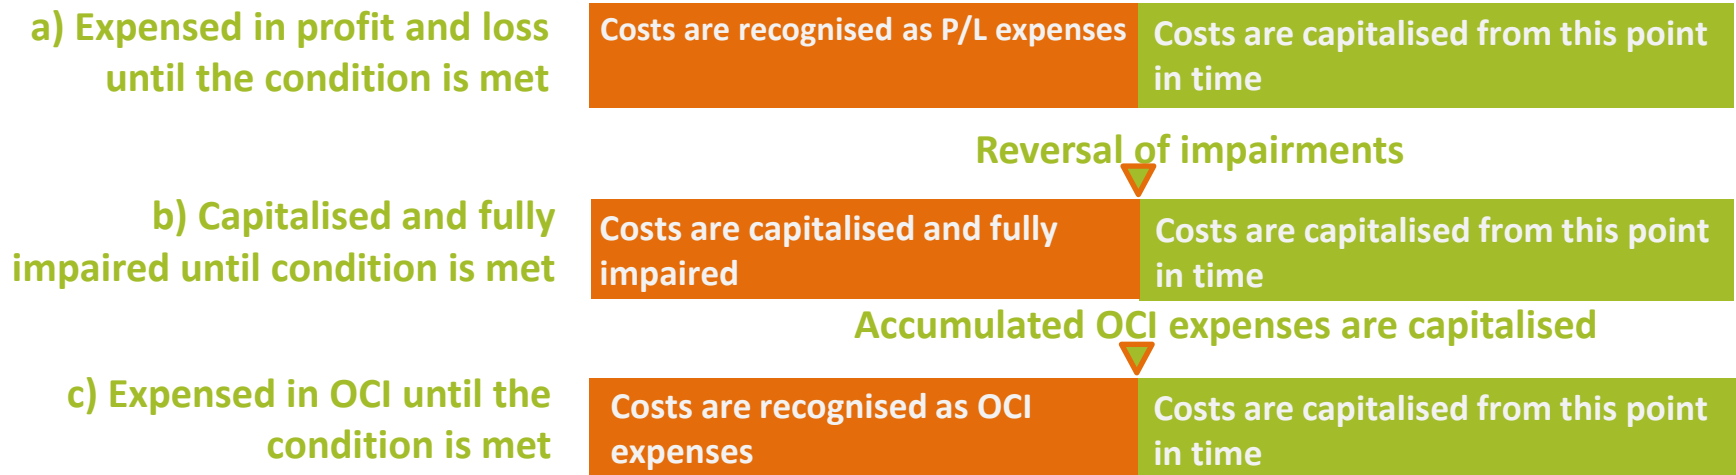 a) Expensed in profit and loss
until the condition is met
Costs are recognised as P/L expenses
Costs are capitalised from this point
in time
Reversal of impairments
b) Capitalised and fully
impaired until condition is met
Costs are capitalised and fully
impaired
Costs are capitalised from this point
in time
Accumulated OCI expenses are capitalised
c) Expensed in OCI until the
condition is met
Costs are recognised as OCI
expenses
Costs are capitalised from this point
in time